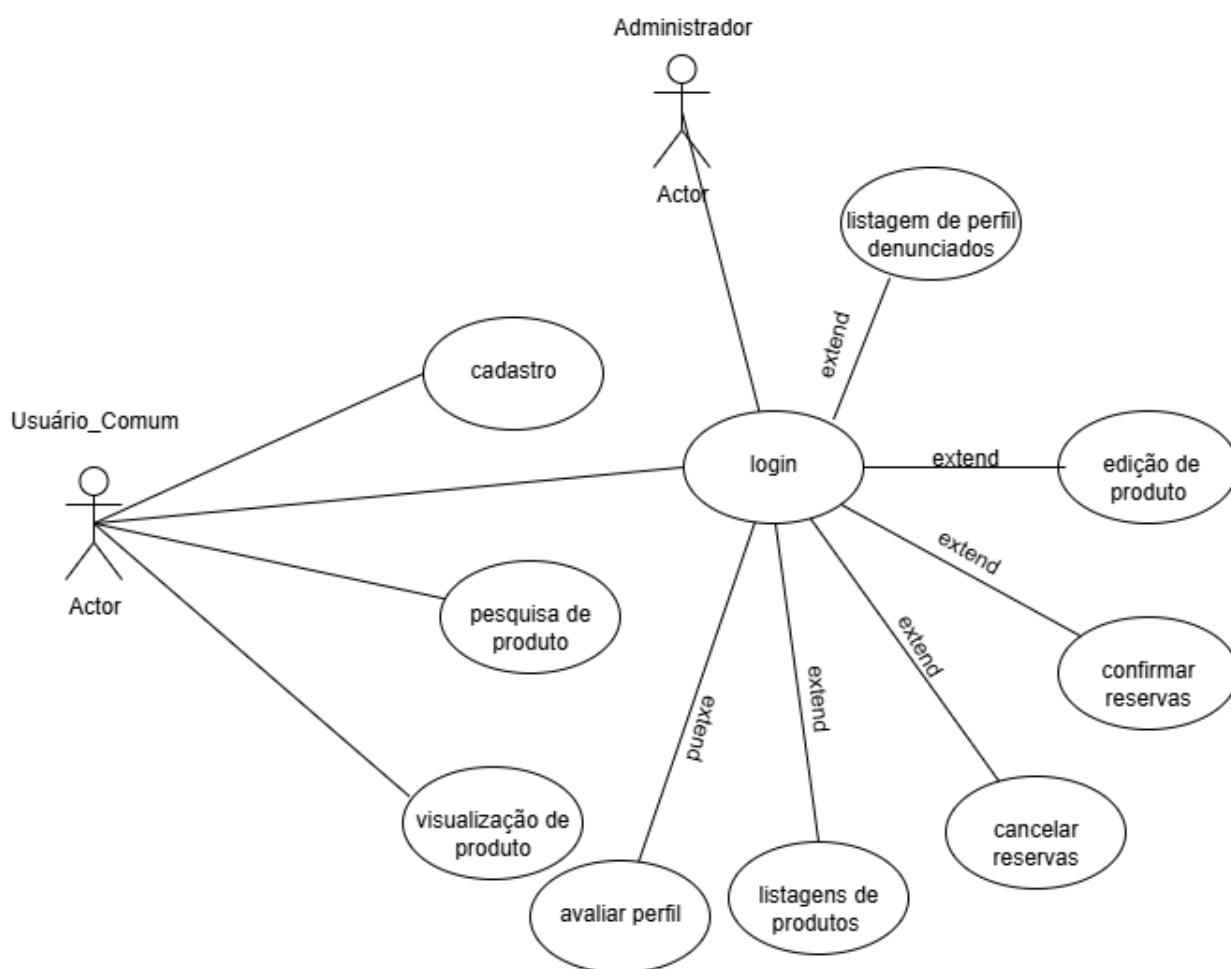 Administrador
Actor
listagem de perfil
denunciados
extend
cadastro
Usuário_Comum
Actor
login
extend
edição de
produto
extend
confirmar
reservas
extend
cancelar
reservas
pesquisa de
produto
extend
extend
visualização de
produto
avaliar perfil
listagens de
produtos